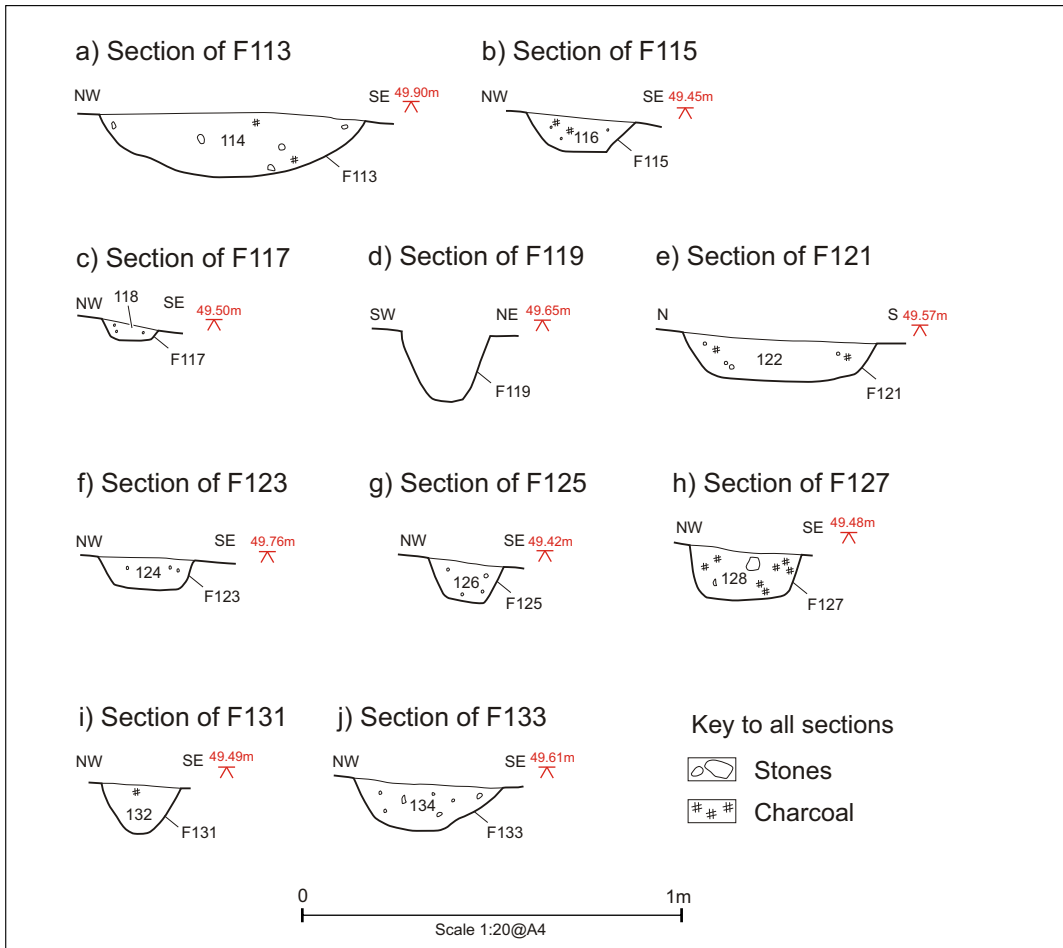 a) Section of F113
NW
SE
49.90m
114
F113
b) Section of F115
NW
SE
49.45m
116
F115
c) Section of F117
NW
118
SE
49.50m
F117
d) Section of F119
SW
NE
49.65m
F119
e) Section of F121
N
S
49.57m
122
F121
f) Section of F123
NW
SE
49.76m
124
F123
g) Section of F125
NW
SE
49.42m
126
F125
h) Section of F127
NW
SE
49.48m
128
F127
i) Section of F131
NW
SE
49.49m
132
F131
j) Section of F133
NW
SE
49.61m
134
F133
Key to all sections
Stones
Charcoal
0
1m
Scale 1:20@A4